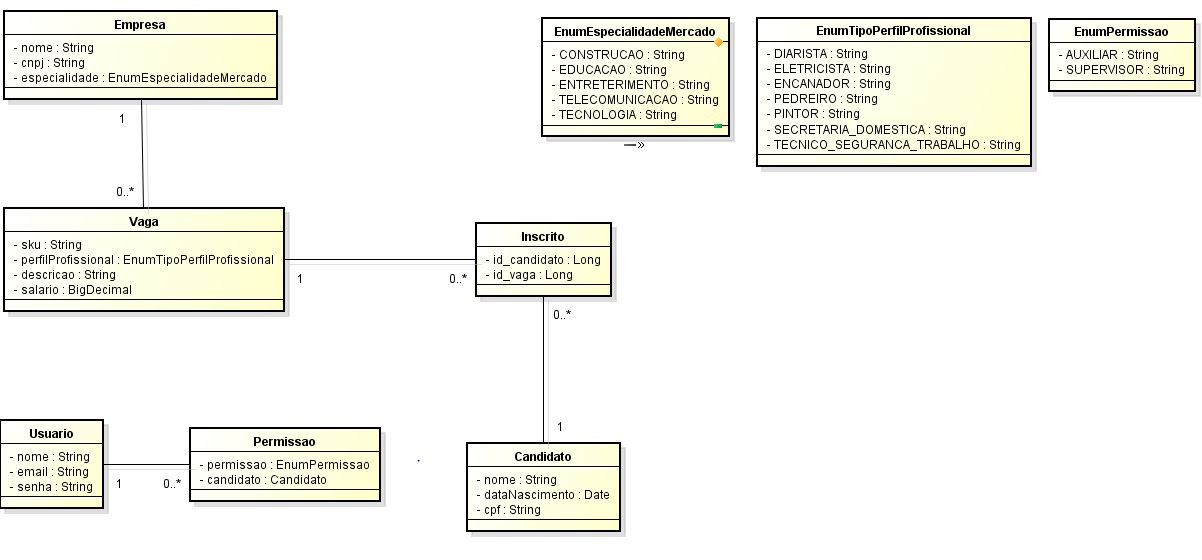 Empresa
- nome : String
- cnpj : String
- especialidade : EnumEspecialidadeMercado
EnumEspecialidadeMercado
- CONSTRUCAO : String
- EDUCACAO : String
- ENTRETERIMENTO : String
- TELECOMUNICACAO : String
- TECNOLOGIA : String
EnumTipoPerfilProfissional
- DIARISTA : String
- ELETRICISTA : String
- ENCANADOR : String
- PEDREIRO : String
- PINTOR : String
- SECRETARIA_DOMESTICA : String
- TECNICO_SEGURANCA_TRABALHO : String
EnumPermissao
- AUXILIAR : String
- SUPERVISOR : String
1
0..*
Vaga
- sku : String
- perfilProfissional : EnumTipoPerfilProfissional
- descricao : String
- salario : BigDecimal
1
0..*
Inscrito
- id_candidato : Long
- id_vaga : Long
0..*
1
Usuario
- nome : String
- email : String
- senha : String
1
0..*
Permissao
- permissao : EnumPermissao
- candidato : Candidato
Candidato
- nome : String
- dataNascimento : Date
- cpf : String